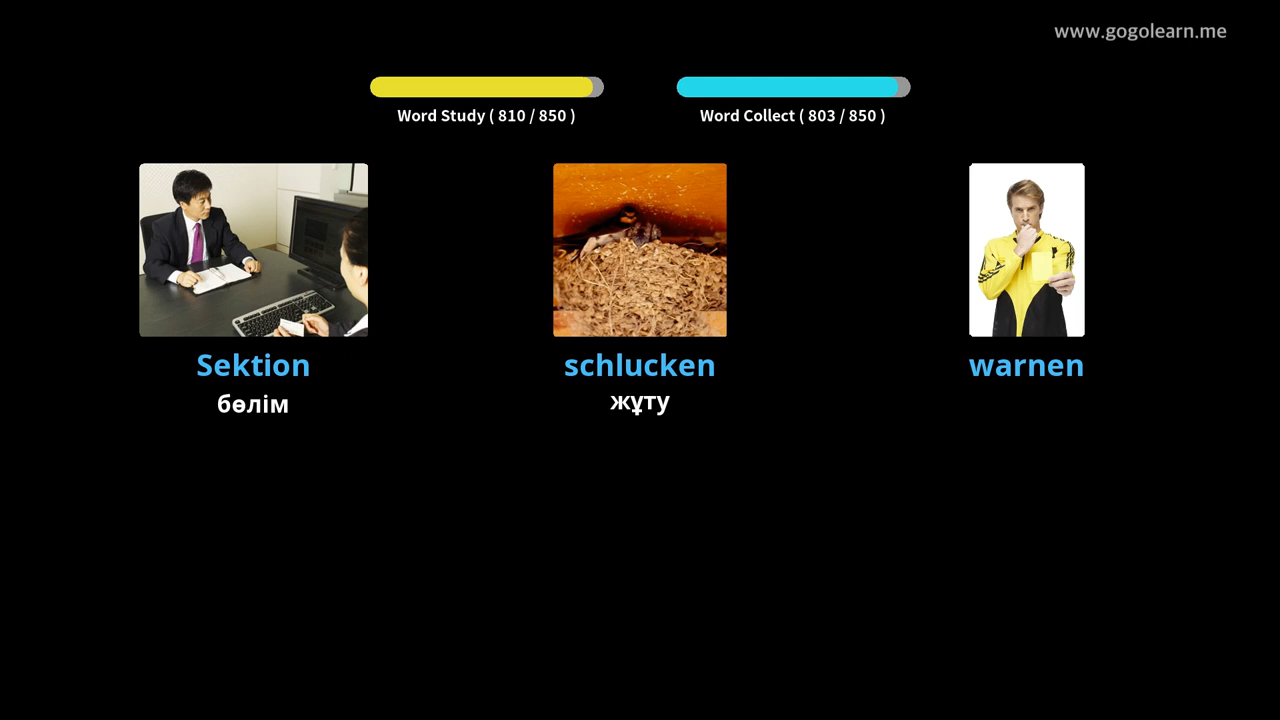 www.gogolearn.me
Word Study ( 810 / 850 )
Word Collect ( 803 / 850 )
Sektion
бөлім
schlucken
жұту
warnen